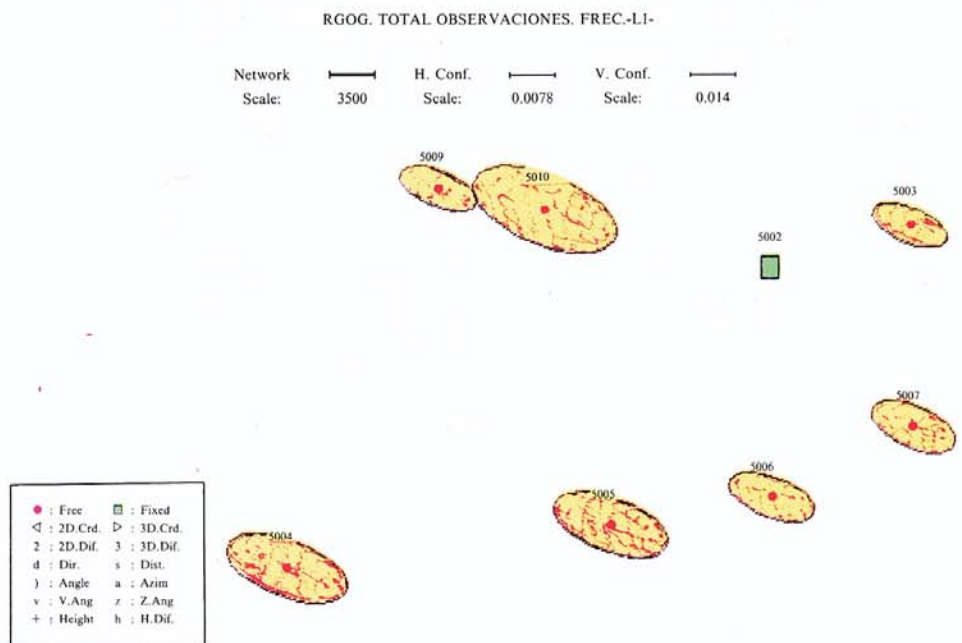 RGOG. TOTAL OBSERVACIONES. FREC.-L1-
Network H. Conf. V. Conf.
Scale: 3500 Scale: 0.0078 Scale: 0.014
5009
5010
5003
5002
5007
5006
5005
5004
: Free : Fixed
: 2D.Crd. : 3D.Crd.
2 : 2D.Dif. 3 : 3D.Dif.
d : Dir. s : Dist.
) : Angle a : Azim
v : V.Ang z : Z.Ang
+ : Height h : H.Dif.